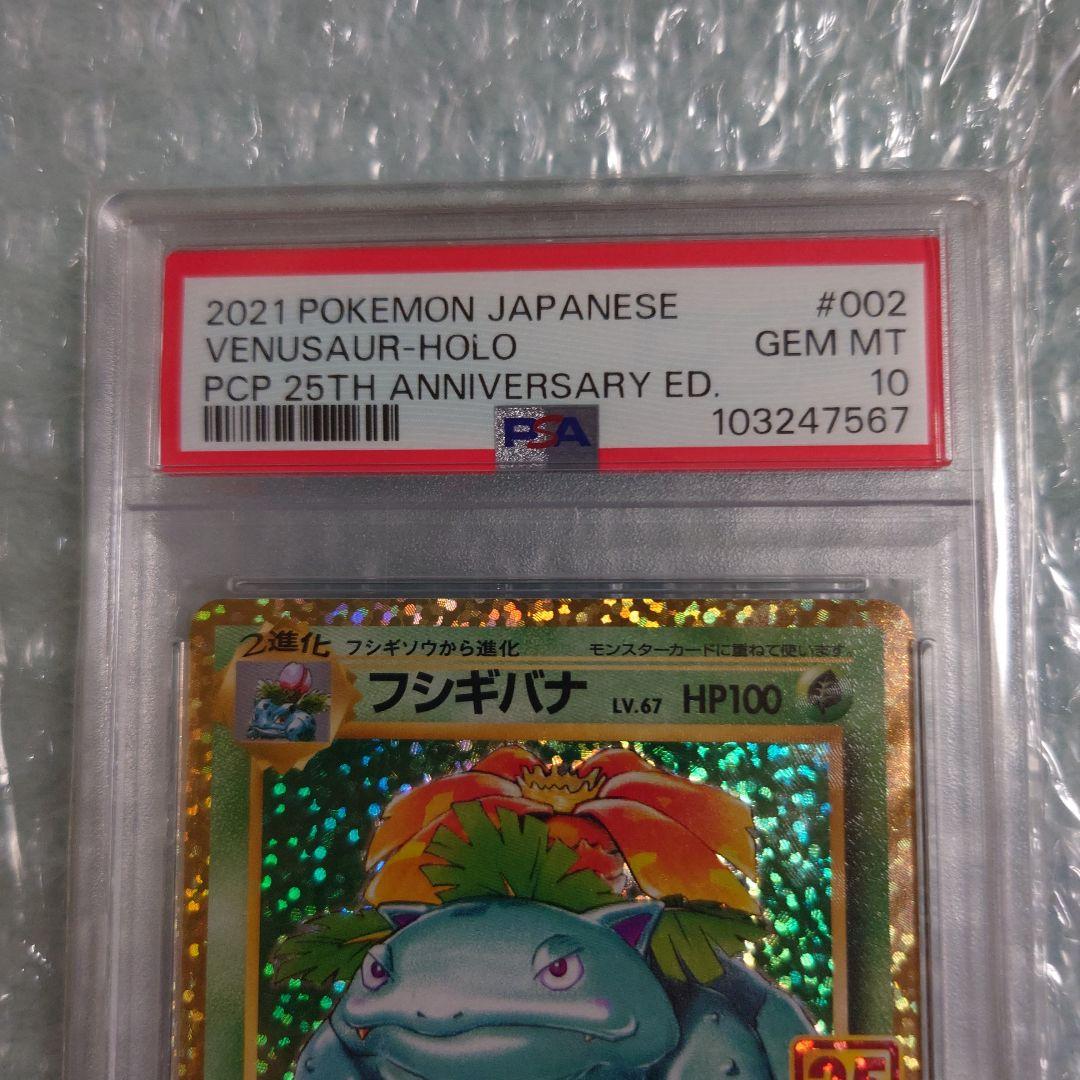 2021 POKEMON JAPANESE #002
VENUSAUR-HOLO GEM MT
PCP 25TH ANNIVERSARY ED. 10
PSA 103247567
2進化 フシギソウから進化 モンスターカードに重ねて使います
フシギバナ LV.67 HP100
25